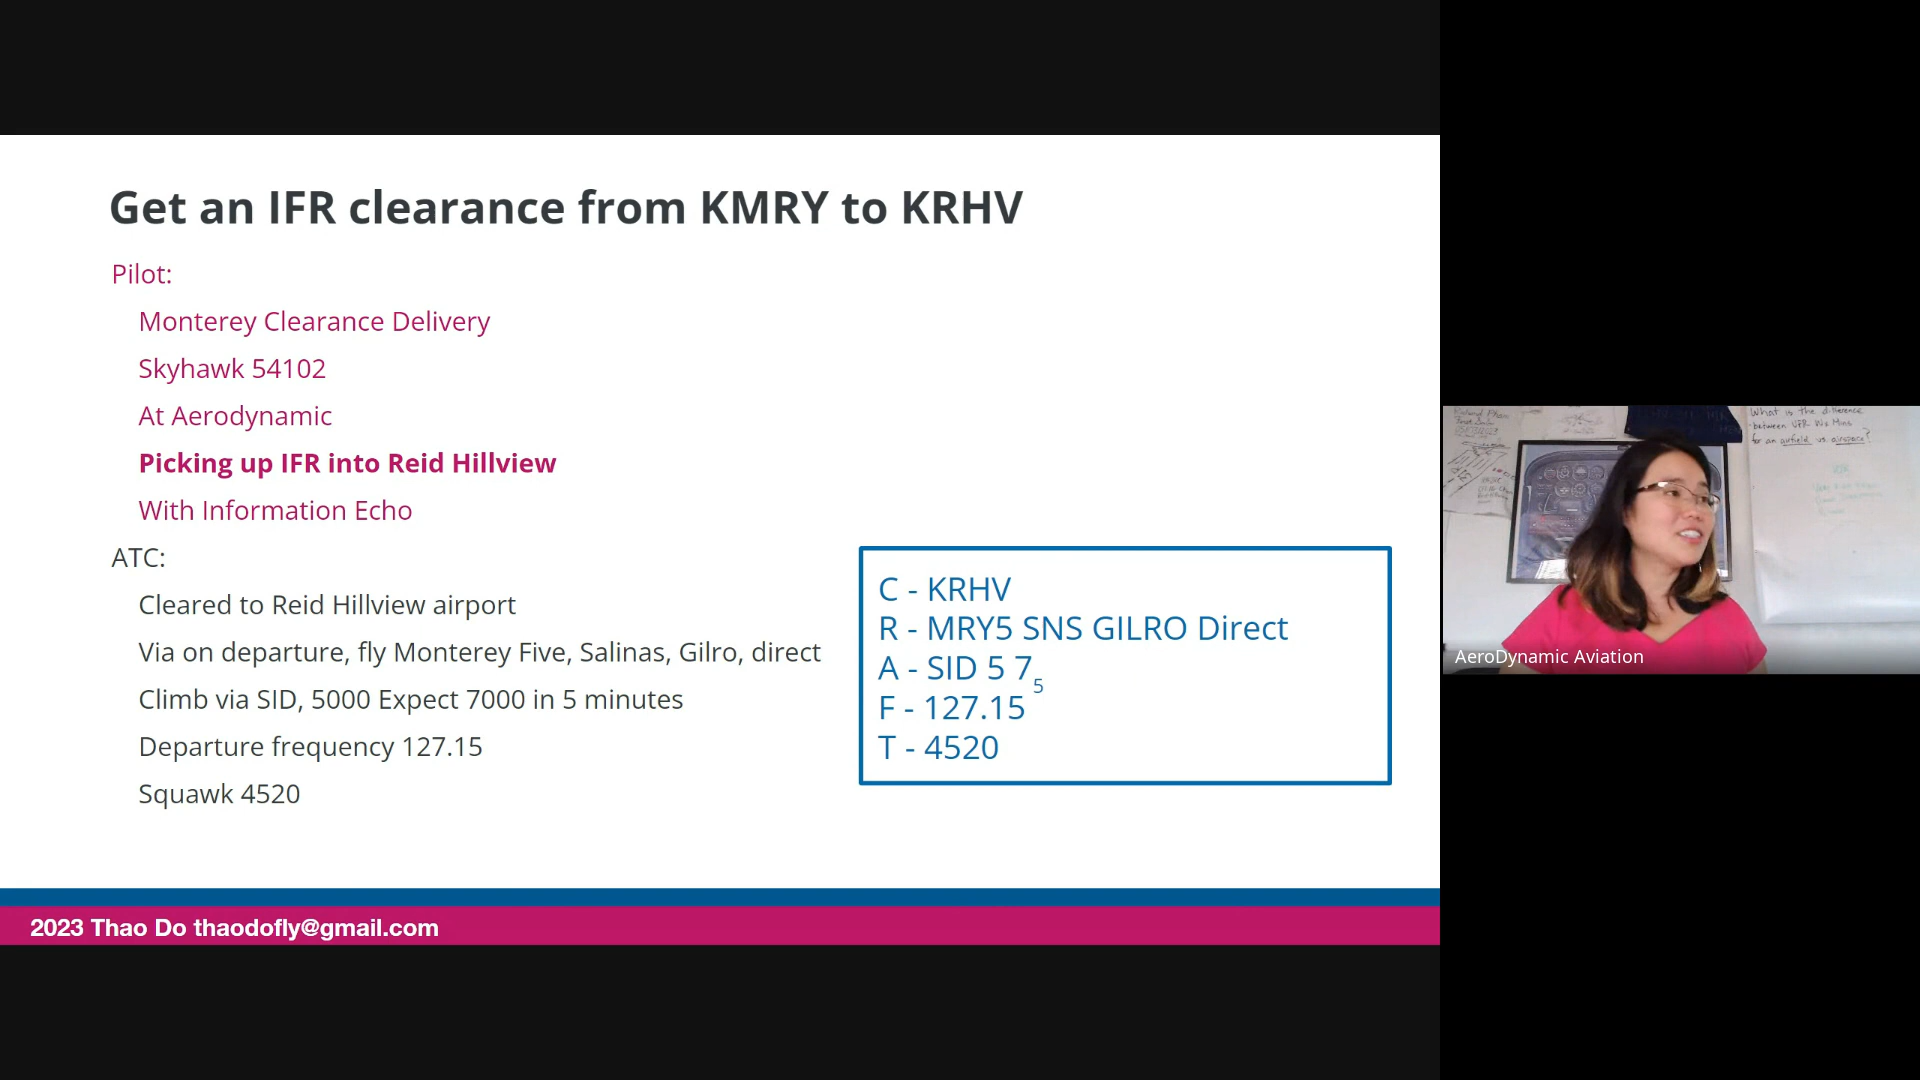 Get an IFR clearance from KMRY to KRHV
Pilot:
Monterey Clearance Delivery
Skyhawk 54102
At Aerodynamic
Picking up IFR into Reid Hillview
With Information Echo
ATC:
Cleared to Reid Hillview airport
Via on departure, fly Monterey Five, Salinas, Gilro, direct
Climb via SID, 5000 Expect 7000 in 5 minutes
Departure frequency 127.15
Squawk 4520
C - KRHV
R - MRY5 SNS GILRO Direct
A - SID 5 7
5
F - 127.15
T - 4520
2023 Thao Do thaodofly@gmail.com
What is the difference
between VFR Wx Mins
for an airfield vs. airspace?
AeroDynamic Aviation